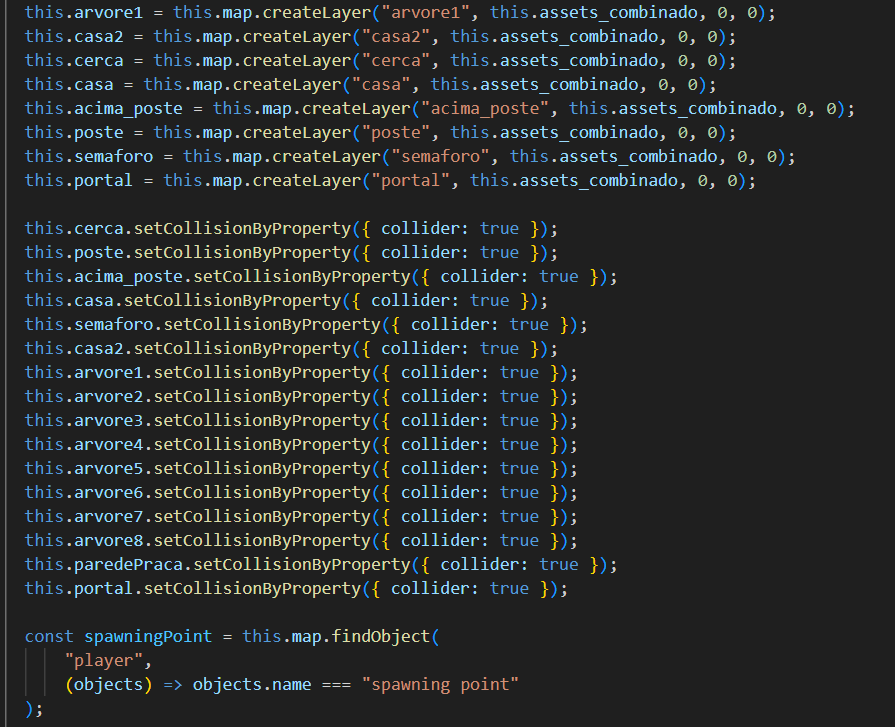 this.arvore1 = this.map.createLayer("arvore1", this.assets_combinado, 0, 0);
this.casa2 = this.map.createLayer("casa2", this.assets_combinado, 0, 0);
this.cerca = this.map.createLayer("cerca", this.assets_combinado, 0, 0);
this.casa = this.map.createLayer("casa", this.assets_combinado, 0, 0);
this.acima_poste = this.map.createLayer("acima_poste", this.assets_combinado, 0, 0);
this.poste = this.map.createLayer("poste", this.assets_combinado, 0, 0);
this.semaforo = this.map.createLayer("semaforo", this.assets_combinado, 0, 0);
this.portal = this.map.createLayer("portal", this.assets_combinado, 0, 0);

this.cerca.setCollisionByProperty({ collider: true });
this.poste.setCollisionByProperty({ collider: true });
this.acima_poste.setCollisionByProperty({ collider: true });
this.casa.setCollisionByProperty({ collider: true });
this.semaforo.setCollisionByProperty({ collider: true });
this.casa2.setCollisionByProperty({ collider: true });
this.arvore1.setCollisionByProperty({ collider: true });
this.arvore2.setCollisionByProperty({ collider: true });
this.arvore3.setCollisionByProperty({ collider: true });
this.arvore4.setCollisionByProperty({ collider: true });
this.arvore5.setCollisionByProperty({ collider: true });
this.arvore6.setCollisionByProperty({ collider: true });
this.arvore7.setCollisionByProperty({ collider: true });
this.arvore8.setCollisionByProperty({ collider: true });
this.paredePraca.setCollisionByProperty({ collider: true });
this.portal.setCollisionByProperty({ collider: true });

const spawningPoint = this.map.findObject(
    "player",
    (objects) => objects.name === "spawning point"
);